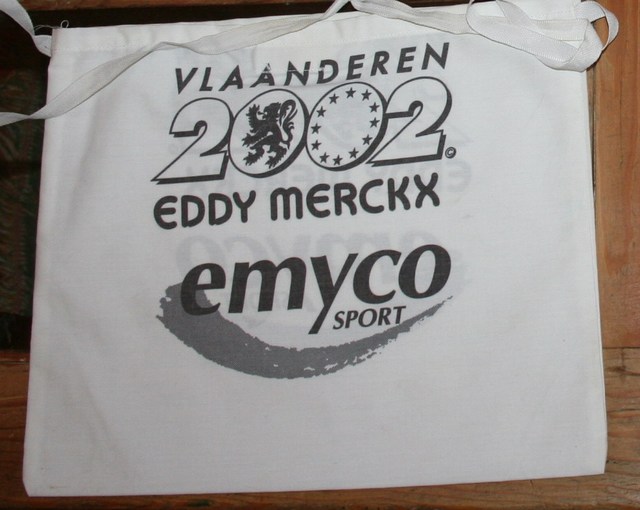 VLAANDEREN
2002 ©
EDDY MERCKX
emyco
SPORT